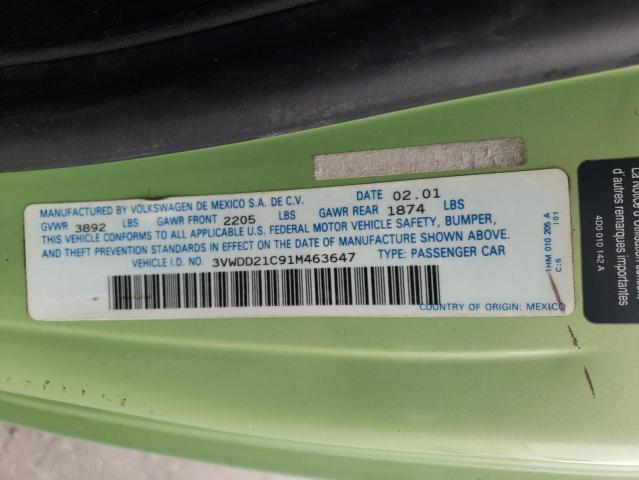 MANUFACTURED BY VOLKSWAGEN DE MEXICO S.A. DE C.V. DATE 02.01
GVWR 3892 LBS GAWR FRONT 2205 LBS GAWR REAR 1874 LBS
THIS VEHICLE CONFORMS TO ALL APPLICABLE FEDERAL MOTOR VEHICLE SAFETY, BUMPER,
AND THEFT PREVENTION STANDARDS IN EFFECT ON THE DATE OF MANUFACTURE SHOWN ABOVE.
VEHICLE I.D. NO. 3VWDD21C91M463647 TYPE: PASSENGER CAR
COUNTRY OF ORIGIN: MEXICO
1HM 010 205 A
C:6 01
d'autres remarques importantes
4D0 010 142 A